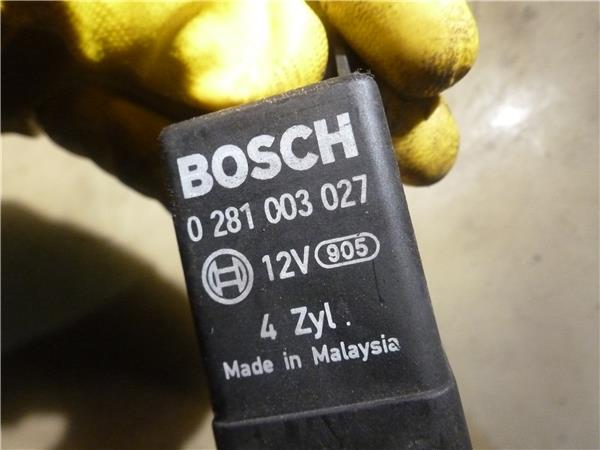 BOSCH
0 281 003 027
12V 905
4 Zyl.
Made in Malaysia